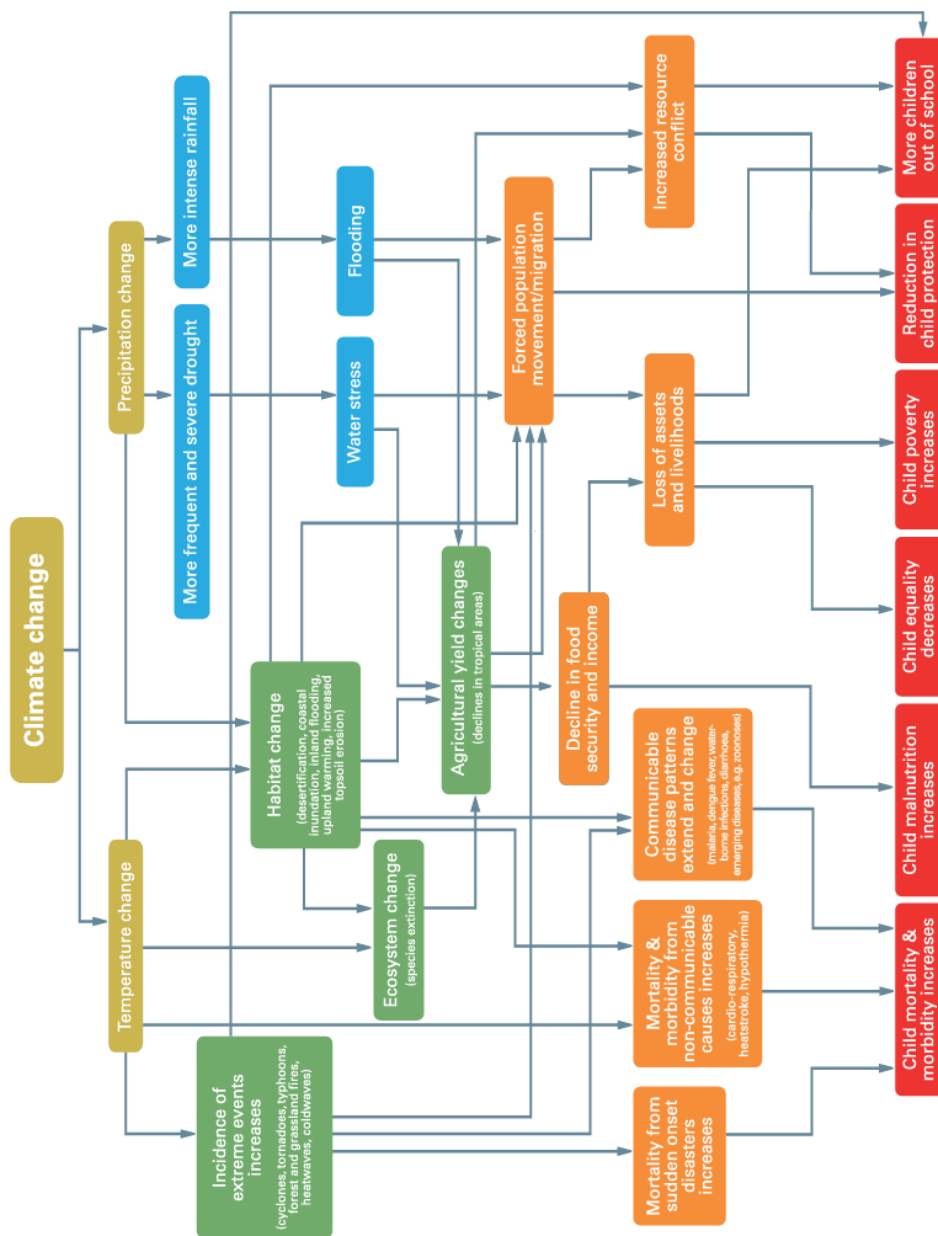 Climate change
Temperature change
Precipitation change
Incidence of
extreme events
increases
(cyclones, tornadoes, typhoons,
forest and grassland fires,
heatwaves, coldwaves)
Habitat change
(desertification, coastal
inundation, inland flooding,
upland warming, increased
topsoil erosion)
More frequent and severe drought
More intense rainfall
Ecosystem change
(species extinction)
Water stress
Flooding
Agricultural yield changes
(declines in tropical areas)
Forced population
movement/migration
Decline in food
security and income
Mortality from
sudden onset
disasters
increases
Mortality &
morbidity from
non-communicable
causes increases
(cardio-respiratory,
heatstroke, hypothermia)
Communicable
disease patterns
extend and change
(malaria, dengue fever, water-
borne infections, diarrhoea,
emerging diseases, e.g. zoonoses)
Loss of assets
and livelihoods
Increased resource
conflict
Child mortality &
morbidity increases
Child malnutrition
increases
Child equality
decreases
Child poverty
increases
Reduction in
child protection
More children
out of school